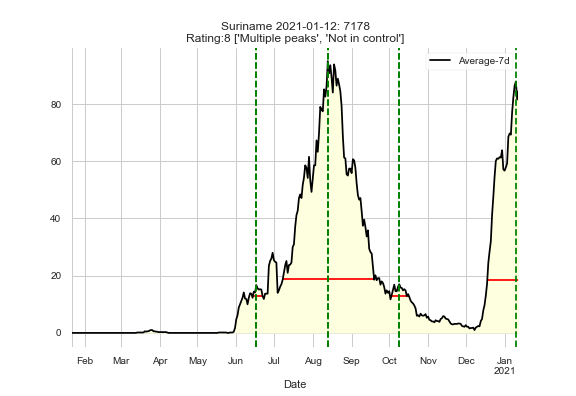 Suriname 2021-01-12: 7178
Rating:8 ['Multiple peaks', 'Not in control']
Average-7d
80
60
40
20
0
Feb Mar Apr May Jun Jul Aug Sep Oct Nov Dec Jan
2021
Date